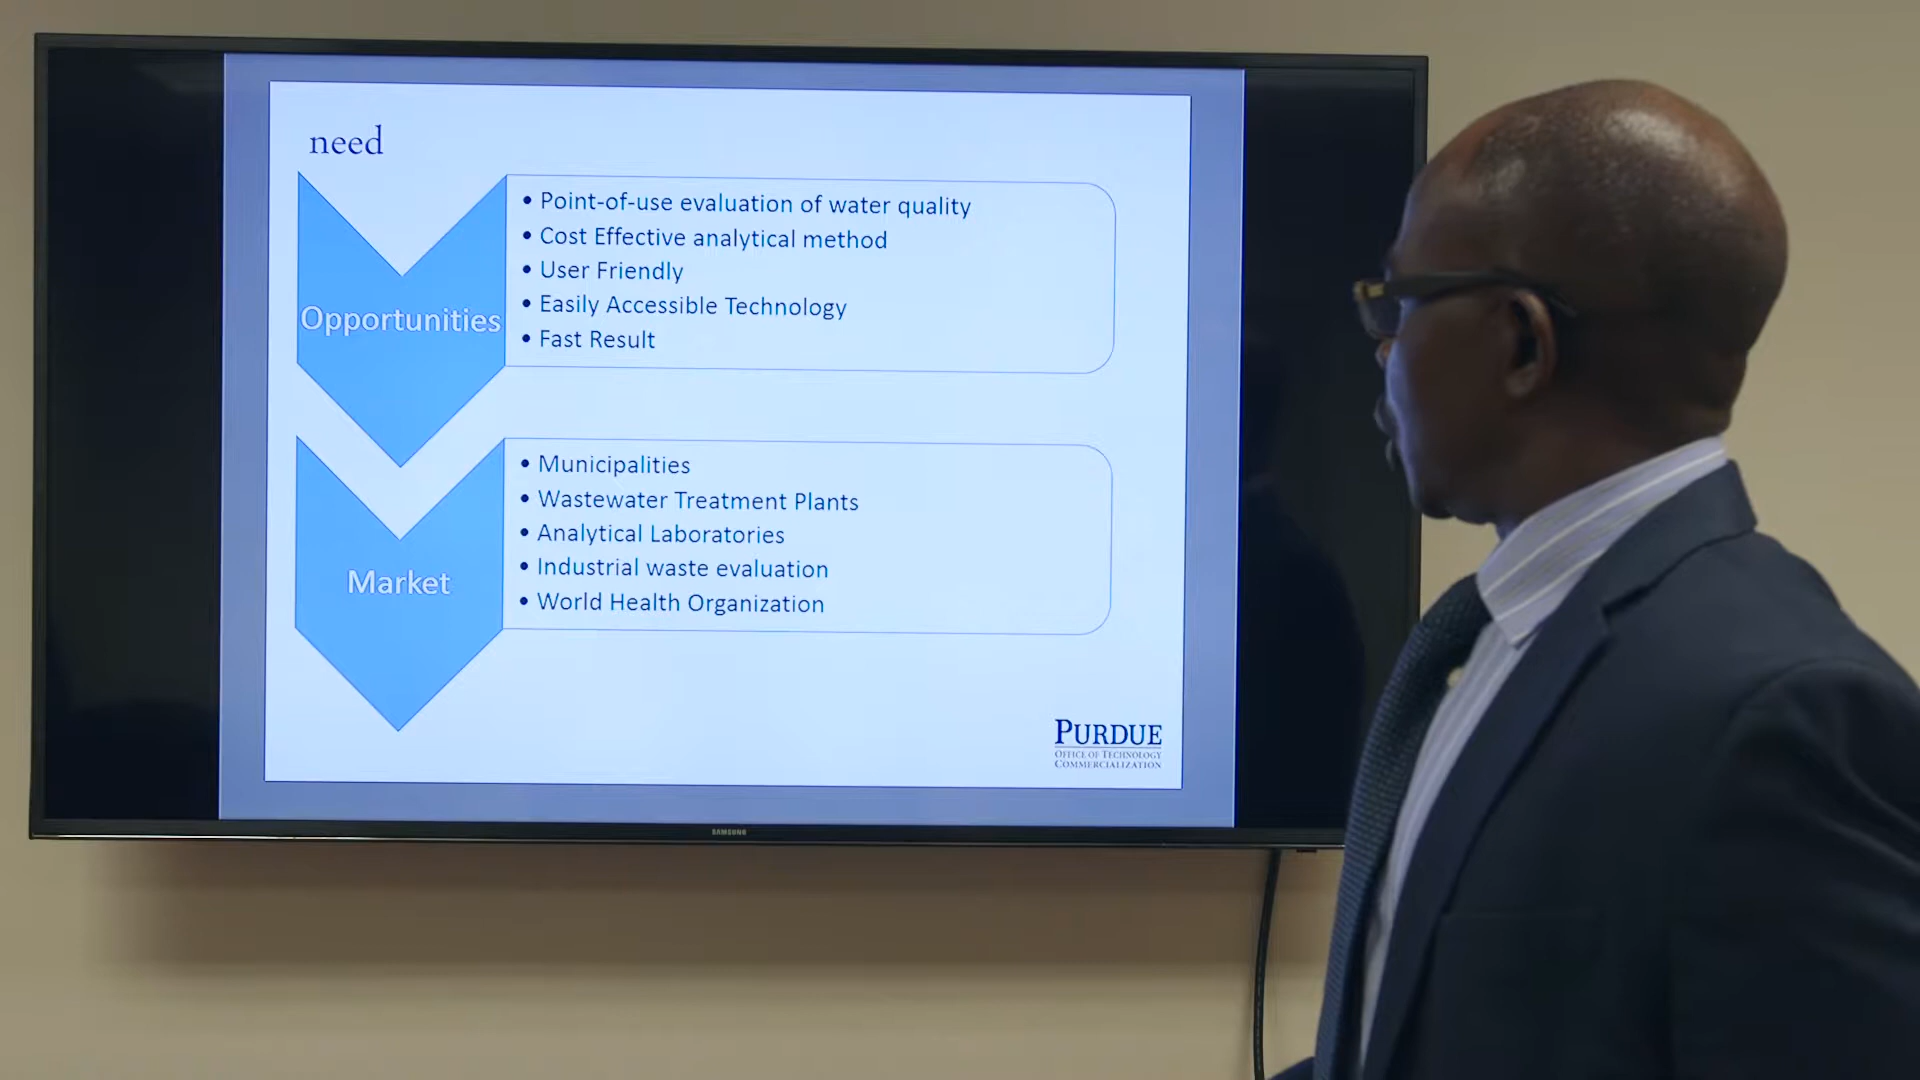 need
Opportunities
• Point-of-use evaluation of water quality
• Cost Effective analytical method
• User Friendly
• Easily Accessible Technology
• Fast Result
Market
• Municipalities
• Wastewater Treatment Plants
• Analytical Laboratories
• Industrial waste evaluation
• World Health Organization
PURDUE
OFFICE OF TECHNOLOGY
COMMERCIALIZATION
SAMSUNG